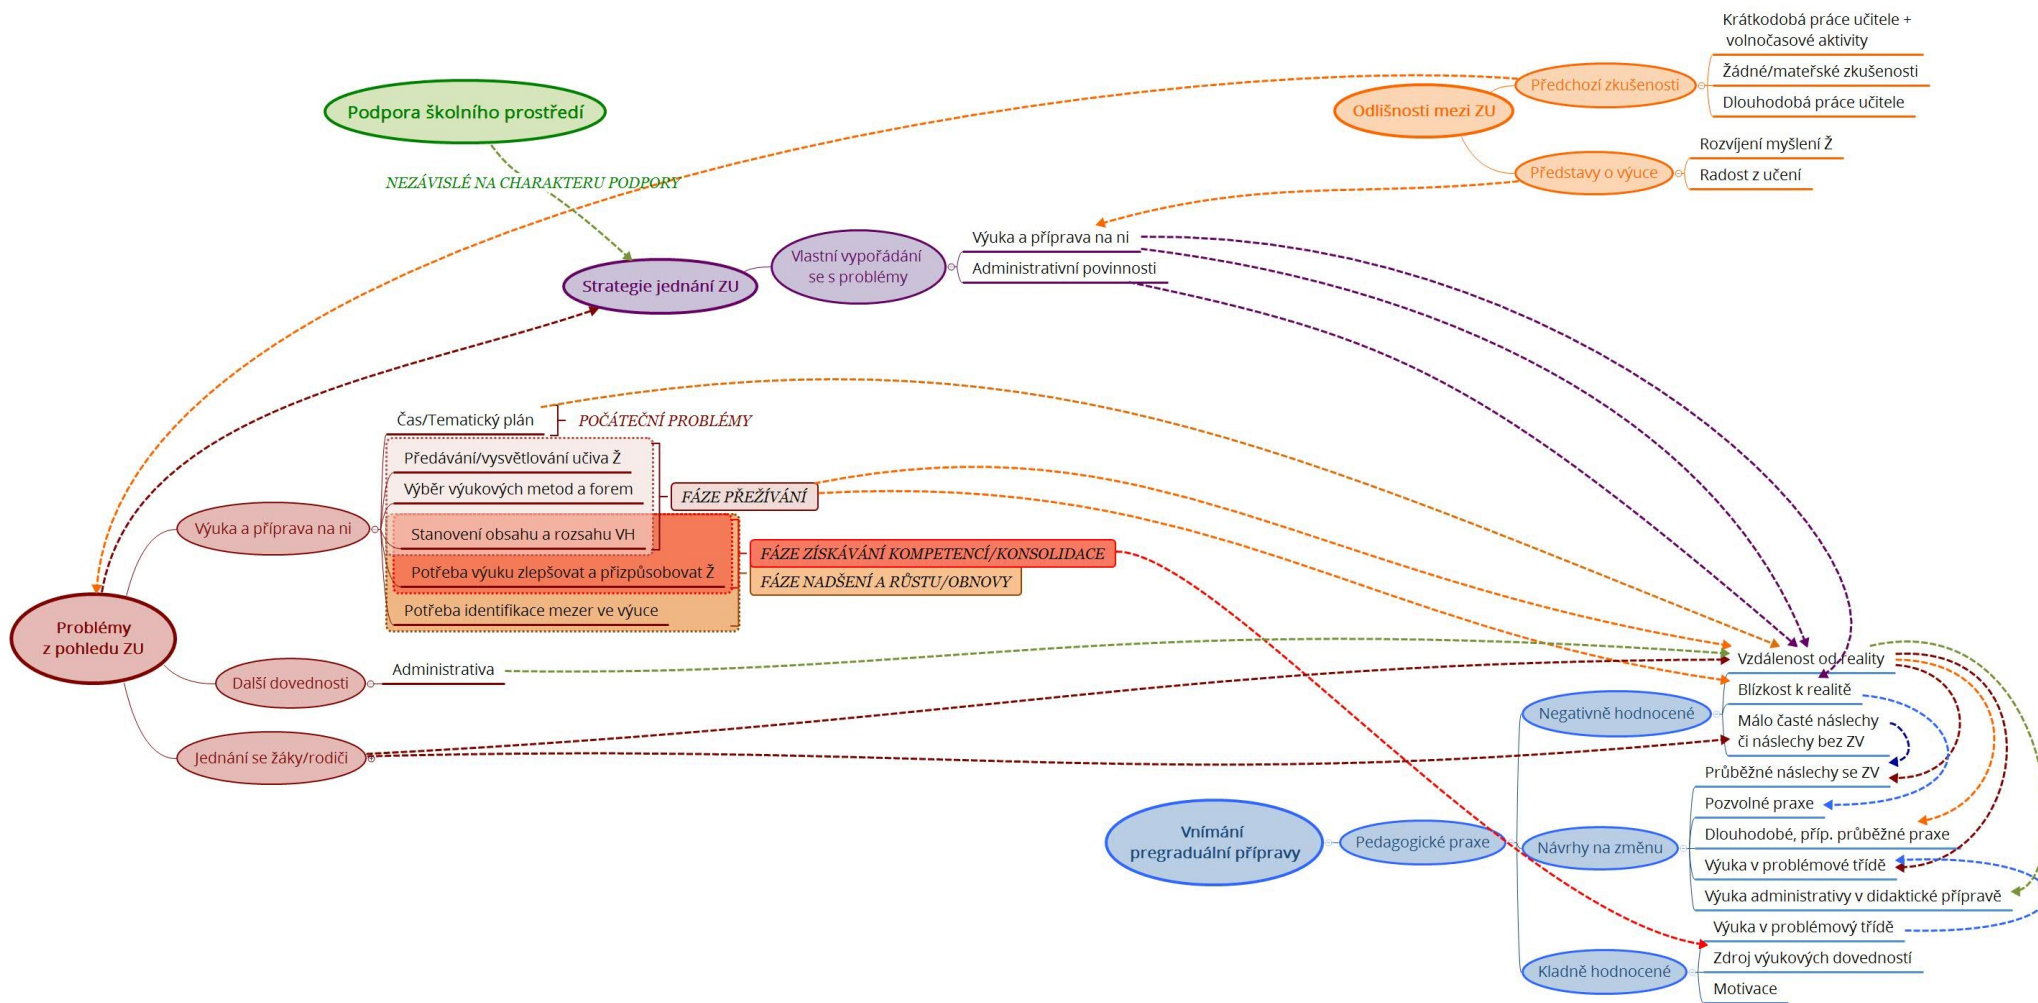 Krátkodobá práce učitele +
volnočasové aktivity
Předchozí zkušenosti
Žádné/mateřské zkušenosti
Podpora školního prostředí
Odlišnosti mezi ZU
Dlouhodobá práce učitele
Rozvíjení myšlení Ž
Představy o výuce
Radost z učení
NEZÁVISLÉ NA CHARAKTERU PODPORY
Výuka a příprava na ni
Vlastní vypořádání
se s problémy
Administrativní povinnosti
Strategie jednání ZU
Čas/Tematický plán
POČÁTEČNÍ PROBLÉMY
Předávání/vysvětlování učiva Ž
Výběr výukových metod a forem
FÁZE PŘEŽÍVÁNÍ
Výuka a příprava na ni
Stanovení obsahu a rozsahu VH
FÁZE ZÍSKÁVÁNÍ KOMPETENCÍ/KONSOLIDACE
Potřeba výuku zlepšovat a přizpůsobovat Ž
FÁZE NADŠENÍ A RŮSTU/OBNOVY
Potřeba identifikace mezer ve výuce
Problémy
z pohledu ZU
Další dovednosti
Administrativa
Jednání se žáky/rodiči
Vzdálenost od reality
Blízkost k realitě
Negativně hodnocené
Málo časté náslechy
či náslechy bez ZV
Průběžné náslechy se ZV
Pozvolné praxe
Vnímání
pregraduální přípravy
Pedagogické praxe
Návrhy na změnu
Dlouhodobé, příp. průběžné praxe
Výuka v problémové třídě
Výuka administrativy v didaktické přípravě
Výuka v problémový třídě
Kladně hodnocené
Zdroj výukových dovedností
Motivace